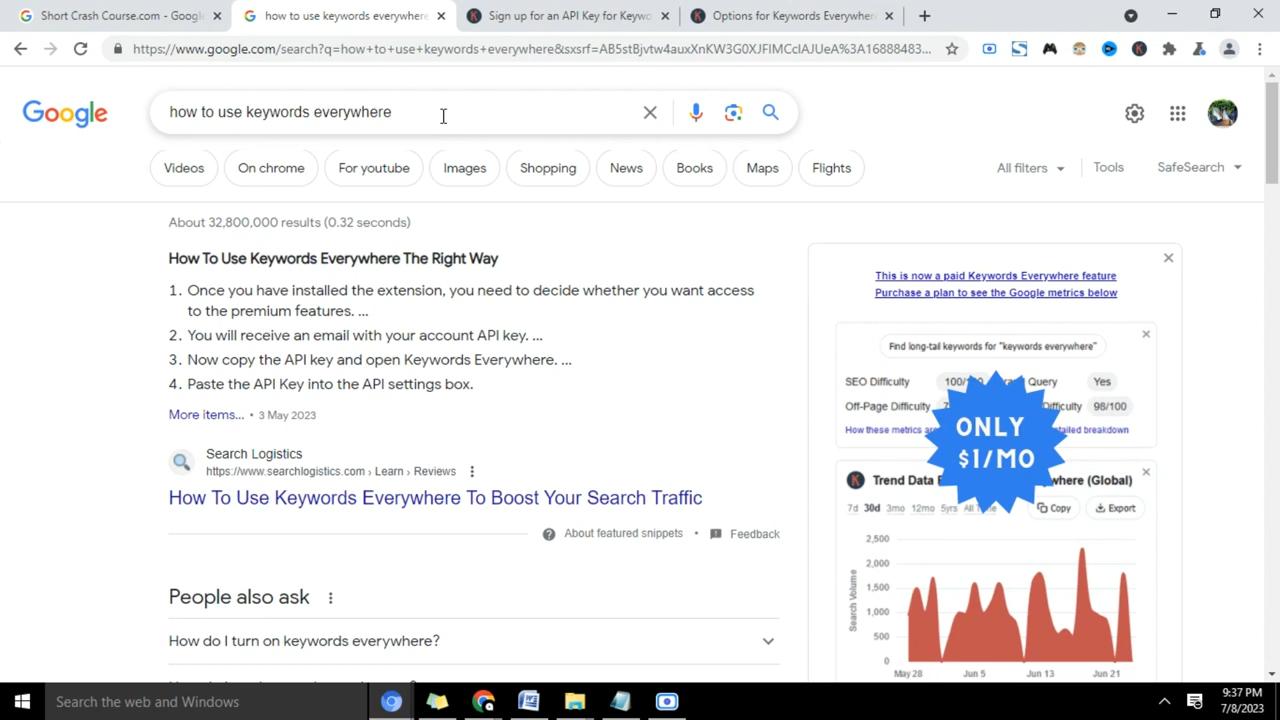 Short Crash Course.com - Google
how to use keywords everywhere
Sign up for an API Key for Keywo
Options for Keywords Everywher
https://www.google.com/search?q=how+to+use+keywords+everywhere&sxsrf=AB5stBjvtw4auxXnKW3G0XJFIMCcIAJUeA%3A16888483...
Google
how to use keywords everywhere
Videos
On chrome
For youtube
Images
Shopping
News
Books
Maps
Flights
All filters
Tools
SafeSearch
About 32,800,000 results (0.32 seconds)
How To Use Keywords Everywhere The Right Way
1. Once you have installed the extension, you need to decide whether you want access
to the premium features. ...
2. You will receive an email with your account API key. ...
3. Now copy the API key and open Keywords Everywhere. ...
4. Paste the API Key into the API settings box.
More items... • 3 May 2023
Search Logistics
https://www.searchlogistics.com › Learn › Reviews
How To Use Keywords Everywhere To Boost Your Search Traffic
About featured snippets • Feedback
People also ask
How do I turn on keywords everywhere?
This is now a paid Keywords Everywhere feature
Purchase a plan to see the Google metrics below
Find long-tail keywords for "keywords everywhere"
SEO Difficulty
Query
Yes
Off-Page Difficulty
Difficulty
98/100
How these metrics
breakdown
ONLY
$1/MO
Trend Data
(Global)
7d 30d 3mo 12mo 5yrs
Copy
Export
Search Volume
2,500
2,000
1,500
1,000
500
0
May 28
Jun 5
Jun 13
Jun 21
Search the web and Windows
9:37 PM
7/8/2023